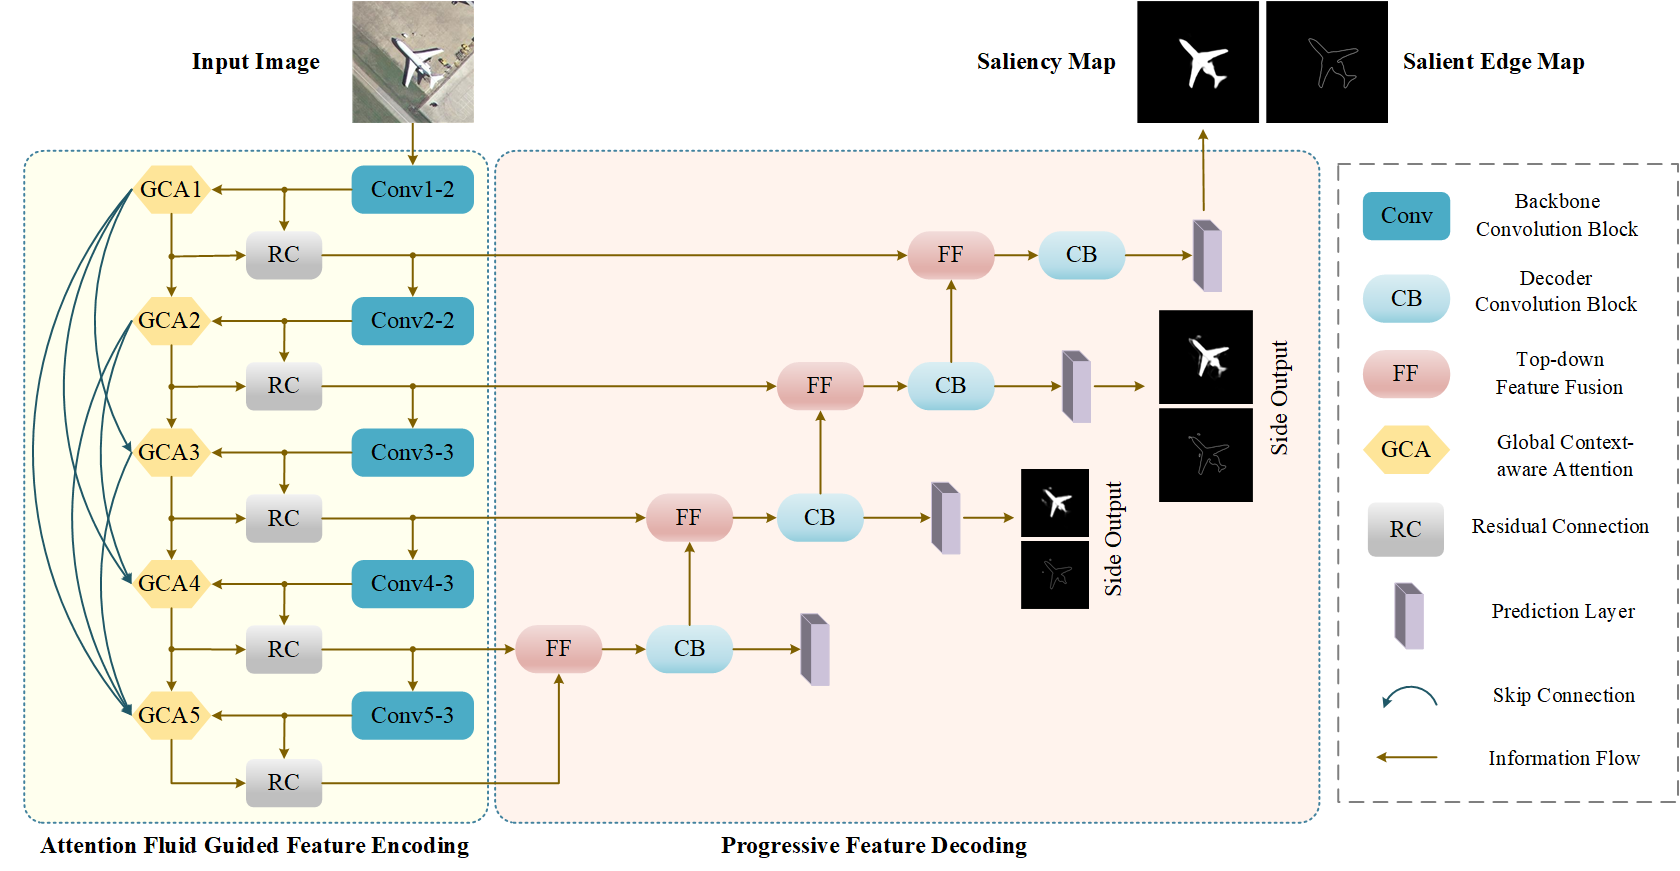 Input Image
Saliency Map
Salient Edge Map
GCA1
Conv1-2
RC
FF
CB
GCA2
Conv2-2
RC
FF
CB
Side Output
GCA3
Conv3-3
RC
FF
CB
Side Output
GCA4
Conv4-3
RC
FF
CB
GCA5
Conv5-3
RC
Attention Fluid Guided Feature Encoding
Progressive Feature Decoding
Conv
Backbone
Convolution Block
CB
Decoder
Convolution Block
FF
Top-down
Feature Fusion
GCA
Global Context-
aware Attention
RC
Residual Connection
Prediction Layer
Skip Connection
Information Flow